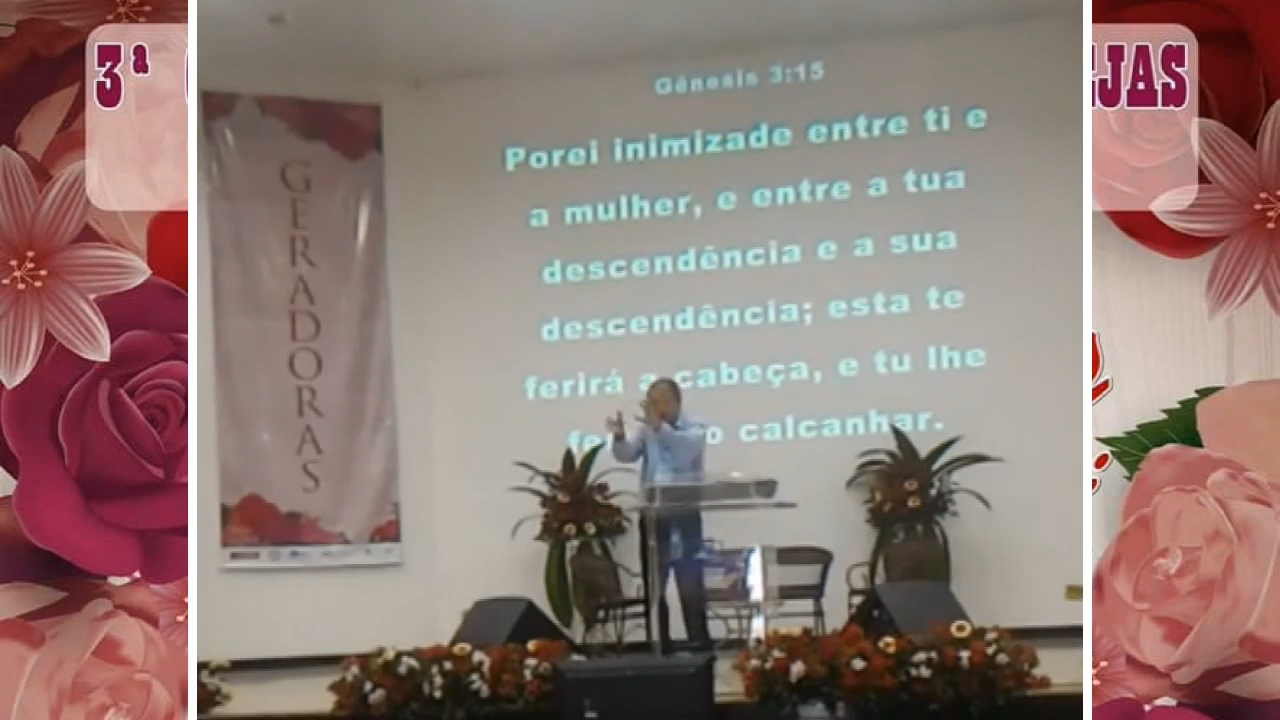 3ª
JAS
GERADORAS
Gênesis 3:15
Porei inimizade entre ti e
a mulher, e entre a tua
descendência e a sua
descendência; esta te
ferirá a cabeça, e tu lhe
o calcanhar.